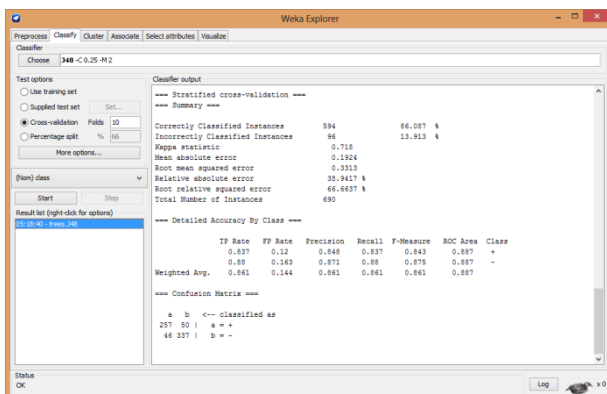 Weka Explorer
Preprocess Classify Cluster Associate Select attributes Visualize
Classifier
Choose J48 -C 0.25 -M 2
Test options
Use training set
Supplied test set Set...
Cross-validation Folds 10
Percentage split % 66
More options...
(Nom) class
Start Stop
Result list (right-click for options)
05:18:40 - trees.J48
Classifier output
=== Stratified cross-validation ===
=== Summary ===
Correctly Classified Instances 594 86.087 %
Incorrectly Classified Instances 96 13.913 %
Kappa statistic 0.718
Mean absolute error 0.1924
Root mean squared error 0.3313
Relative absolute error 38.9417 %
Root relative squared error 66.6637 %
Total Number of Instances 690
=== Detailed Accuracy By Class ===
TP Rate FP Rate Precision Recall F-Measure ROC Area Class
0.837 0.12 0.848 0.837 0.843 0.887 +
0.88 0.163 0.871 0.88 0.875 0.887 -
Weighted Avg. 0.861 0.144 0.861 0.861 0.861 0.887
=== Confusion Matrix ===
a b <-- classified as
257 50 | a = +
46 337 | b = -
Status
OK
Log
x 0